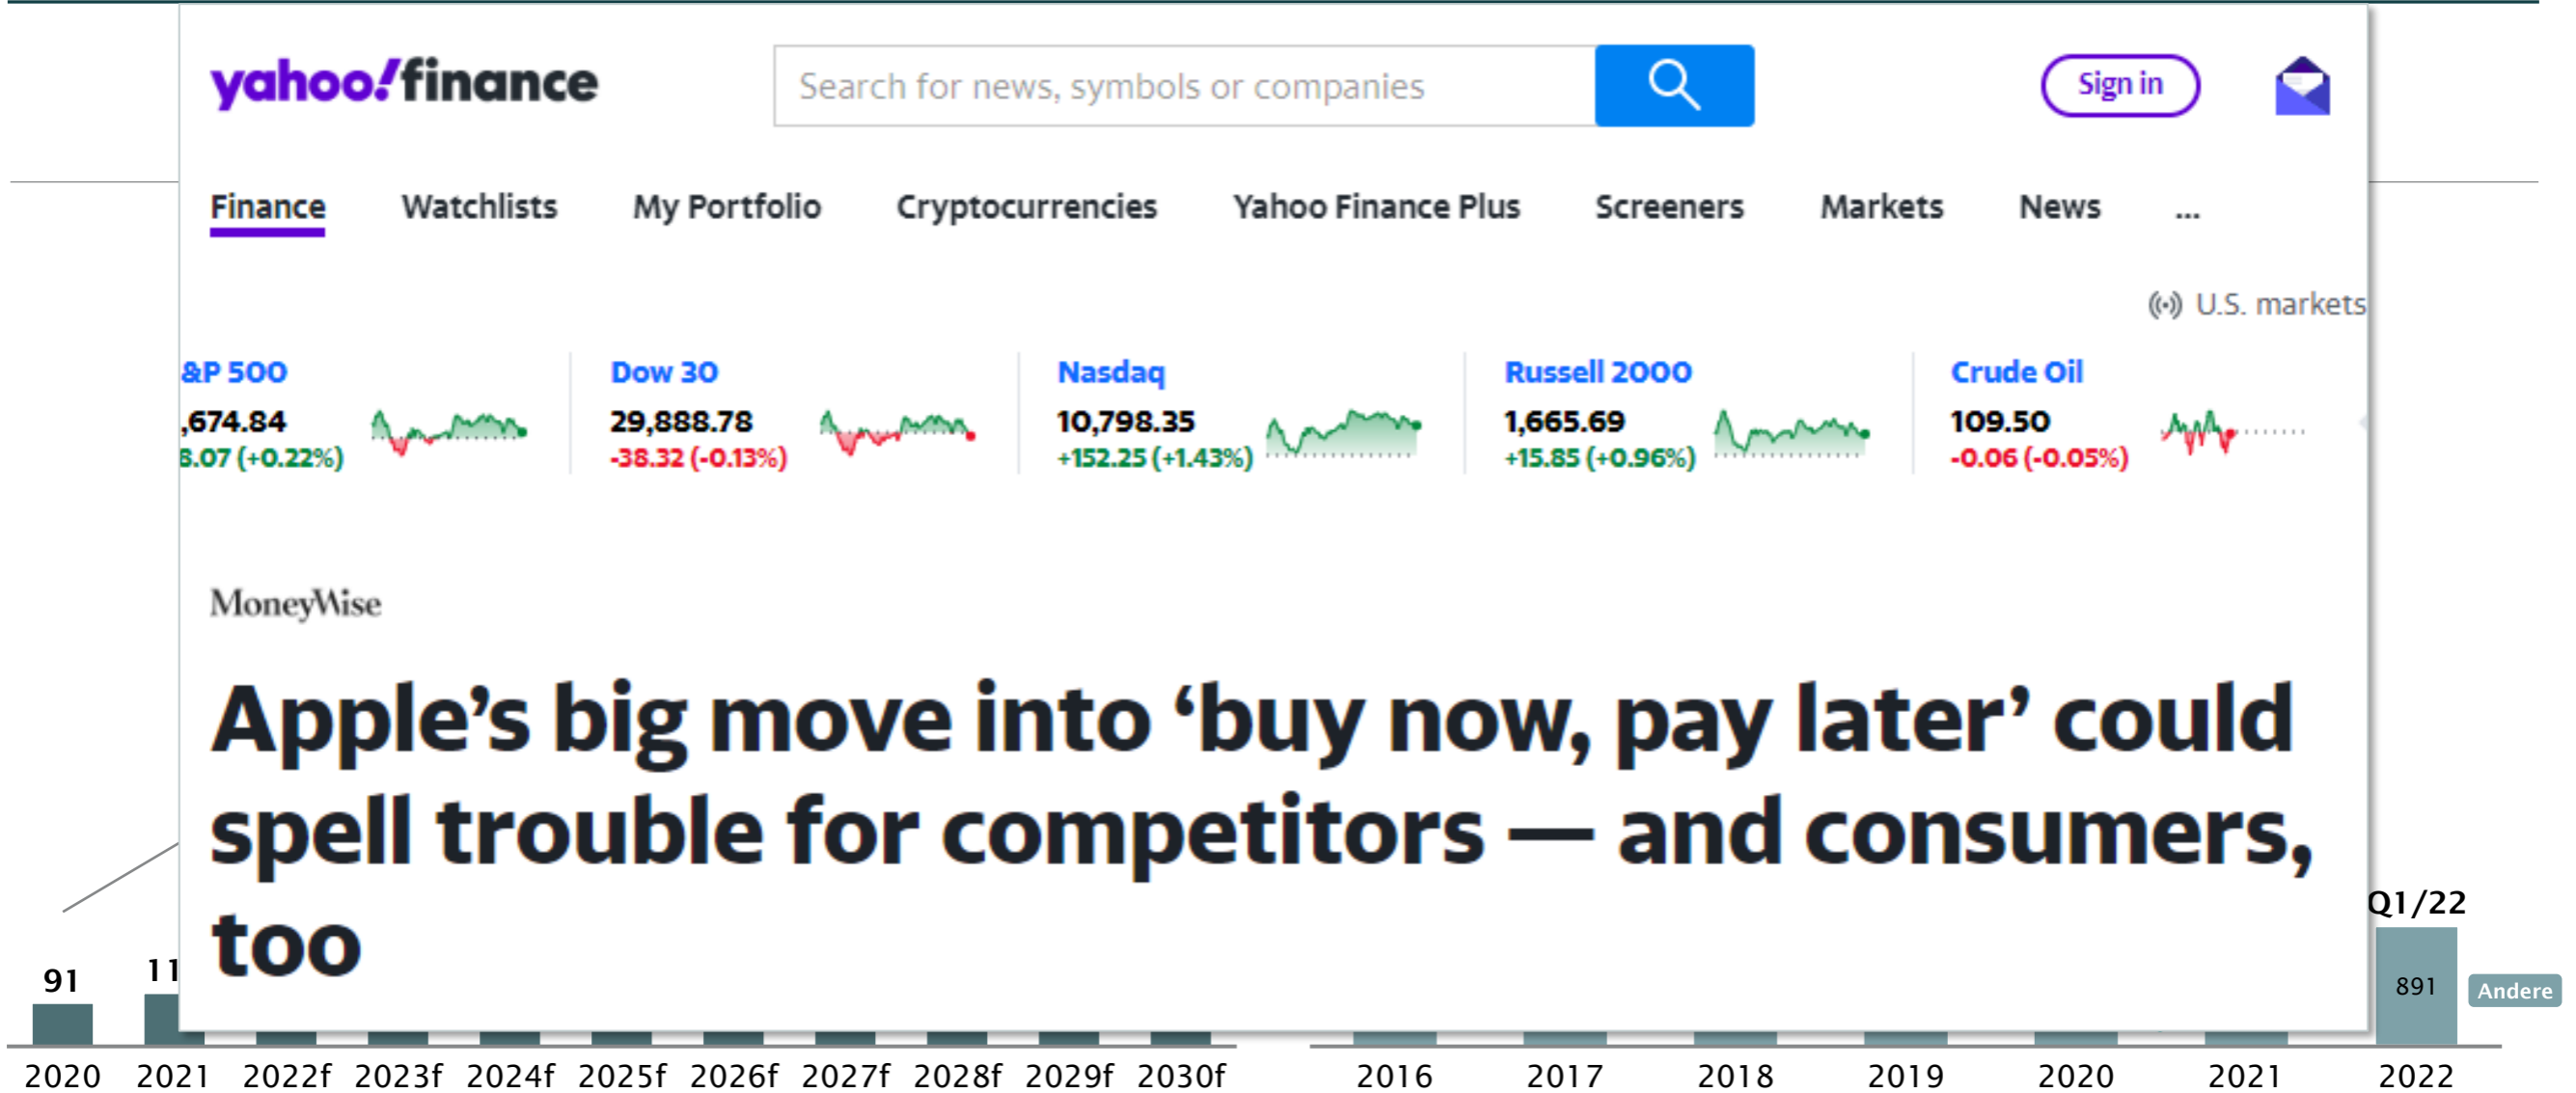 yahoo!finance
Search for news, symbols or companies
Sign in
Finance Watchlists My Portfolio Cryptocurrencies Yahoo Finance Plus Screeners Markets News ...
U.S. markets
&P 500 Dow 30 Nasdaq Russell 2000 Crude Oil
,674.84 29,888.78 10,798.35 1,665.69 109.50
8.07 (+0.22%) -38.32 (-0.13%) +152.25 (+1.43%) +15.85 (+0.96%) -0.06 (-0.05%)
MoneyWise
Apple’s big move into ‘buy now, pay later’ could
spell trouble for competitors — and consumers,
too
Q1/22
91 11
891 Andere
2020 2021 2022f 2023f 2024f 2025f 2026f 2027f 2028f 2029f 2030f 2016 2017 2018 2019 2020 2021 2022